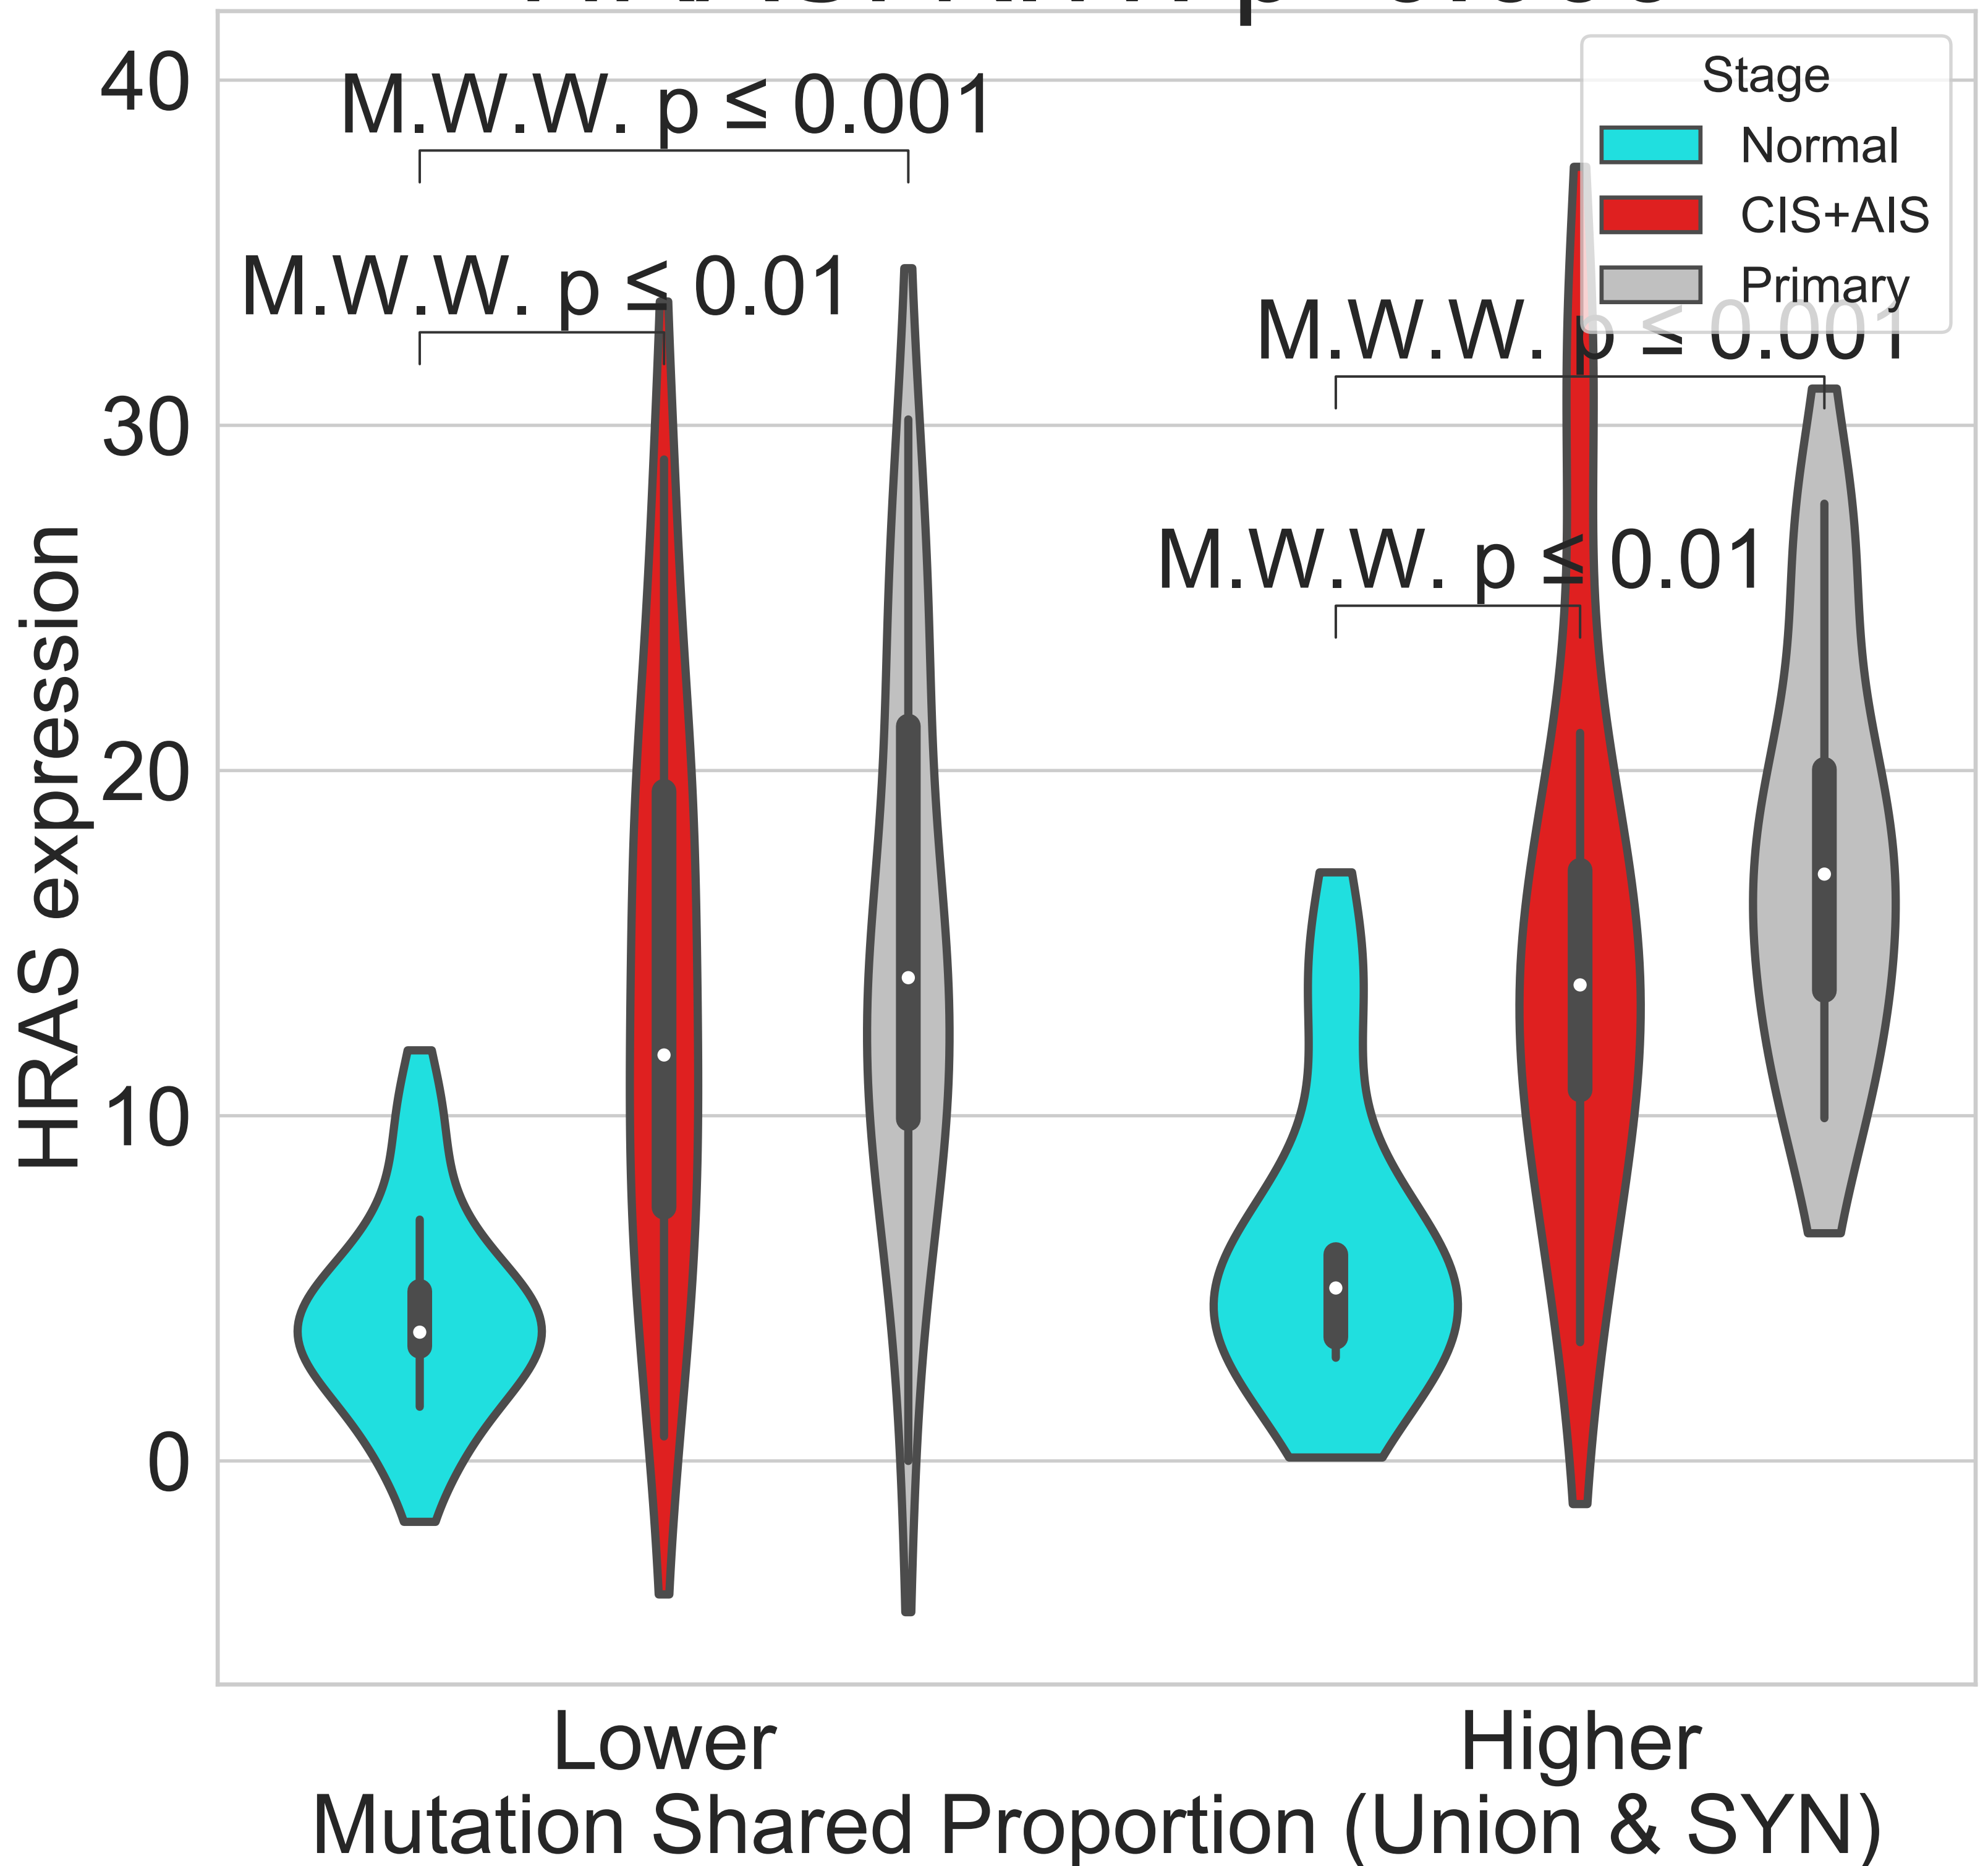 40
30
20
10
0
HRAS expression
M.W.W. p ≤ 0.001
M.W.W. p ≤ 0.01
M.W.W. p ≤ 0.001
M.W.W. p ≤ 0.01
Stage
Normal
CIS+AIS
Primary
Lower
Higher
Mutation Shared Proportion (Union & SYN)